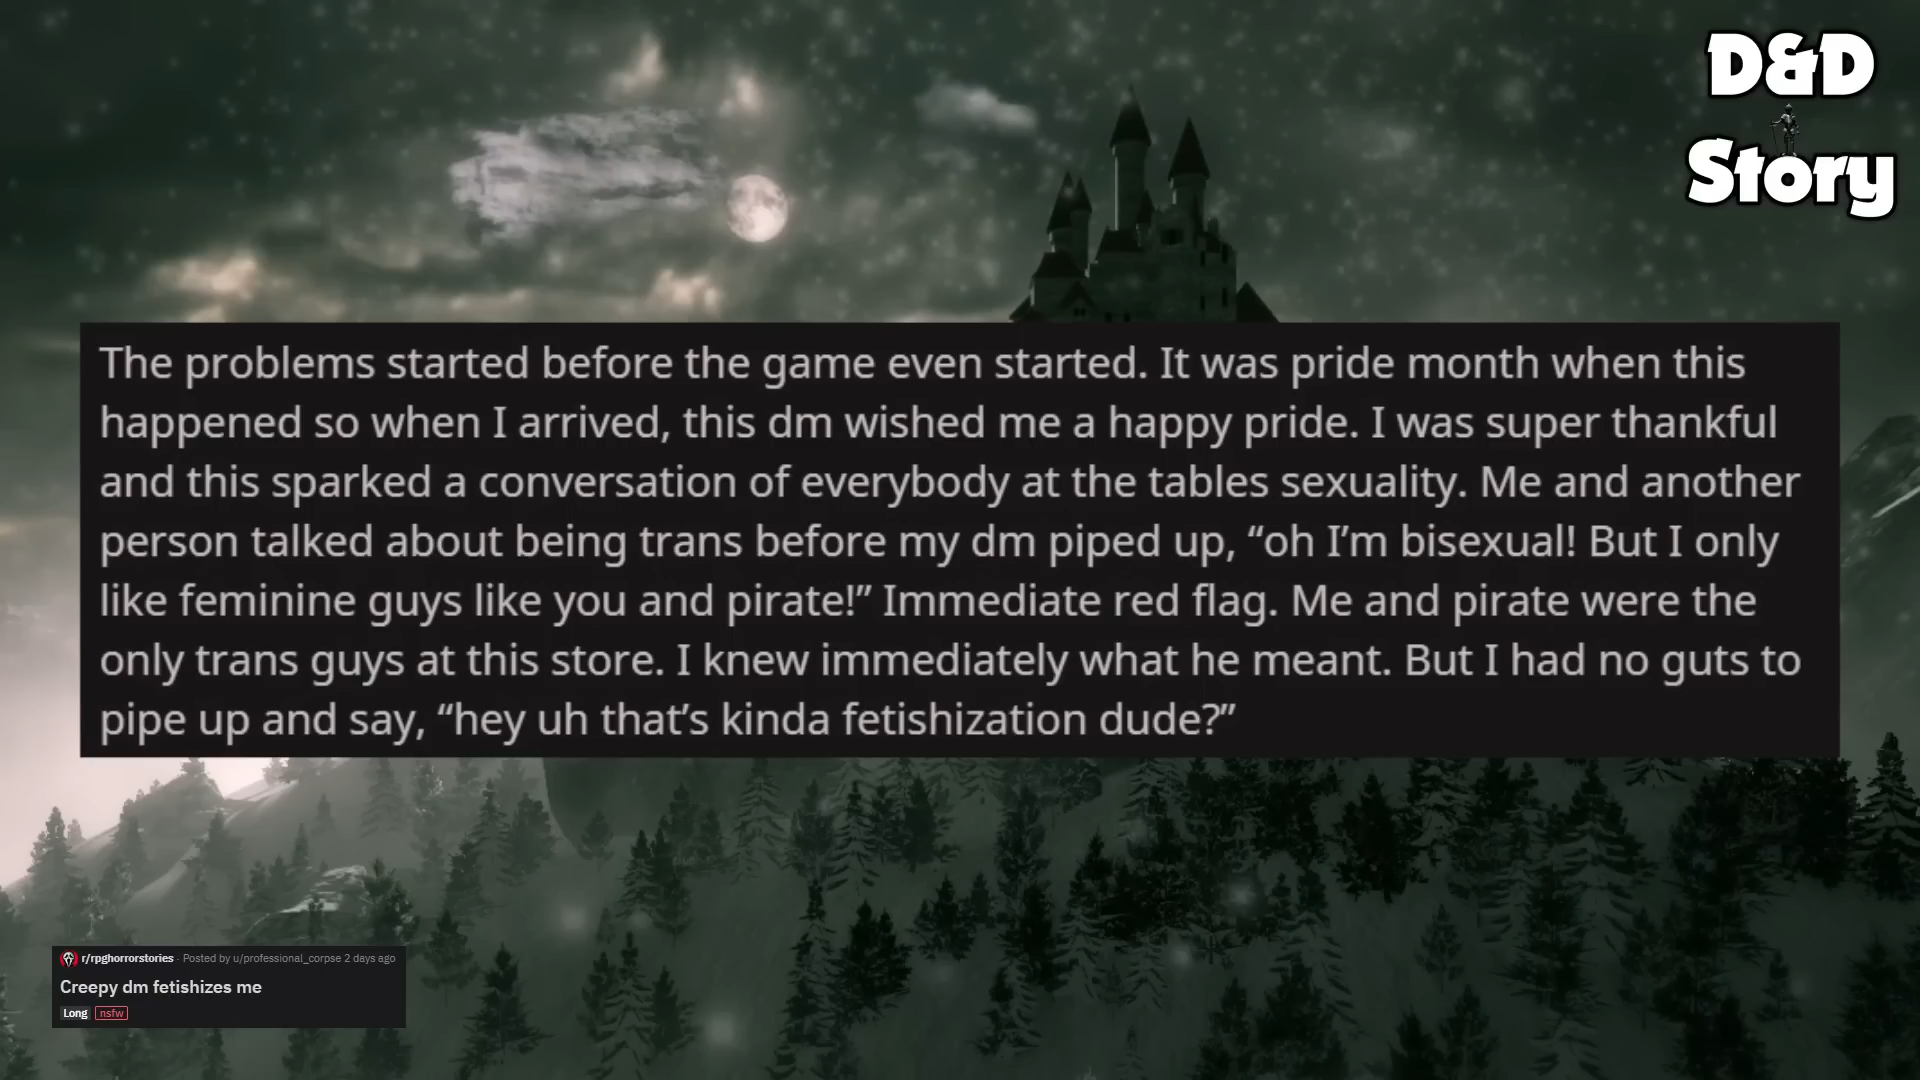 D&D
Story
The problems started before the game even started. It was pride month when this
happened so when I arrived, this dm wished me a happy pride. I was super thankful
and this sparked a conversation of everybody at the tables sexuality. Me and another
person talked about being trans before my dm piped up, “oh I’m bisexual! But I only
like feminine guys like you and pirate!” Immediate red flag. Me and pirate were the
only trans guys at this store. I knew immediately what he meant. But I had no guts to
pipe up and say, “hey uh that’s kinda fetishization dude?”
r/rpghorrorstories · Posted by u/professional_corpse 2 days ago
Creepy dm fetishizes me
Long nsfw